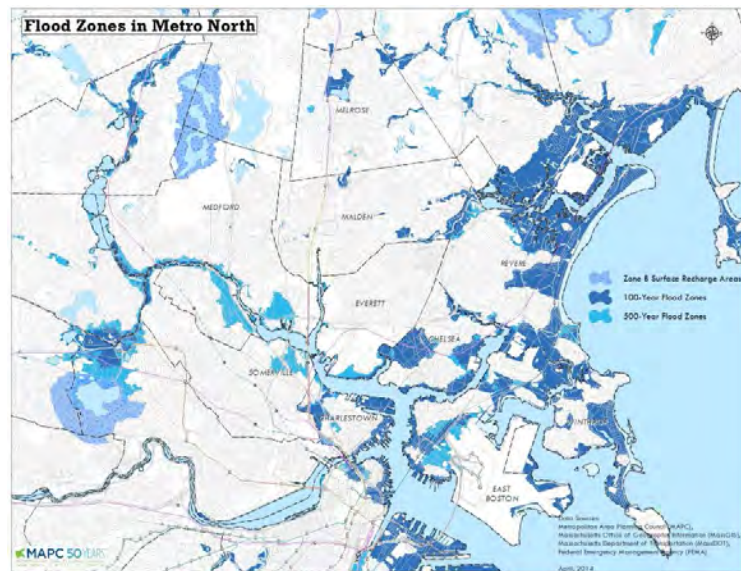 Flood Zones in Metro North
MELROSE
MEDFORD
MALDEN
REVERE
Zone B Surface Recharge Areas
100-Year Flood Zones
500-Year Flood Zones
EVERETT
CHELSEA
SOMERVILLE
CHARLESTOWN
WINTHROP
EAST
BOSTON
Data Sources:
Metropolitan Area Planning Council (MAPC),
Massachusetts Office of Geographic Information (MassGIS),
Massachusetts Department of Transportation (MassDOT),
Federal Emergency Management Agency (FEMA)
April, 2014
MAPC 50 YEARS